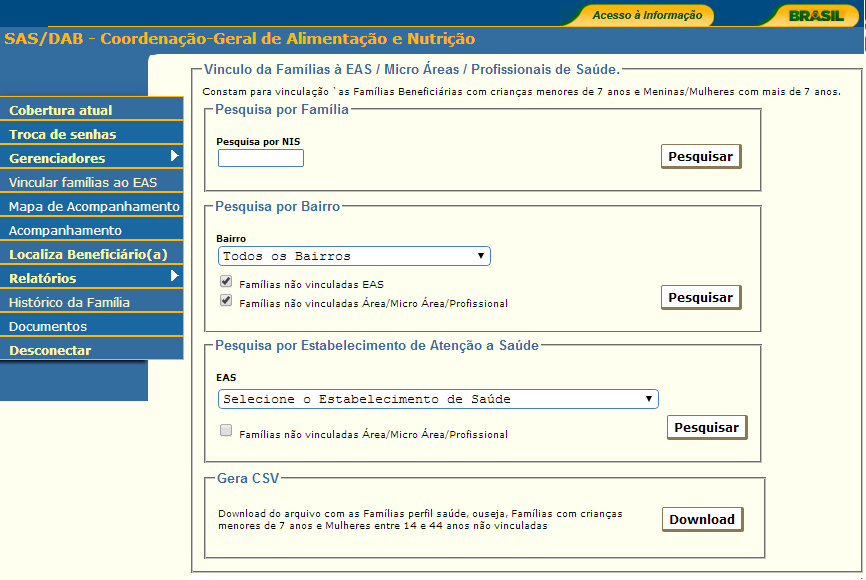 Acesso à Informação
BRASIL
SAS/DAB - Coordenação-Geral de Alimentação e Nutrição
Cobertura atual
Troca de senhas
Gerenciadores
Vincular famílias ao EAS
Mapa de Acompanhamento
Acompanhamento
Localiza Beneficiário(a)
Relatórios
Histórico da Família
Documentos
Desconectar
Vinculo da Famílias à EAS / Micro Áreas / Profissionais de Saúde.
Constam para vinculação `as Famílias Beneficiárias com crianças menores de 7 anos e Meninas/Mulheres com mais de 7 anos.
Pesquisa por Família
Pesquisa por NIS
Pesquisar
Pesquisa por Bairro
Bairro
Todos os Bairros
Famílias não vinculadas EAS
Famílias não vinculadas Área/Micro Área/Profissional
Pesquisar
Pesquisa por Estabelecimento de Atenção a Saúde
EAS
Selecione o Estabelecimento de Saúde
Famílias não vinculadas Área/Micro Área/Profissional
Pesquisar
Gera CSV
Download do arquivo com as Famílias perfil saúde, ouseja, Famílias com crianças
menores de 7 anos e Mulheres entre 14 e 44 anos não vinculadas
Download